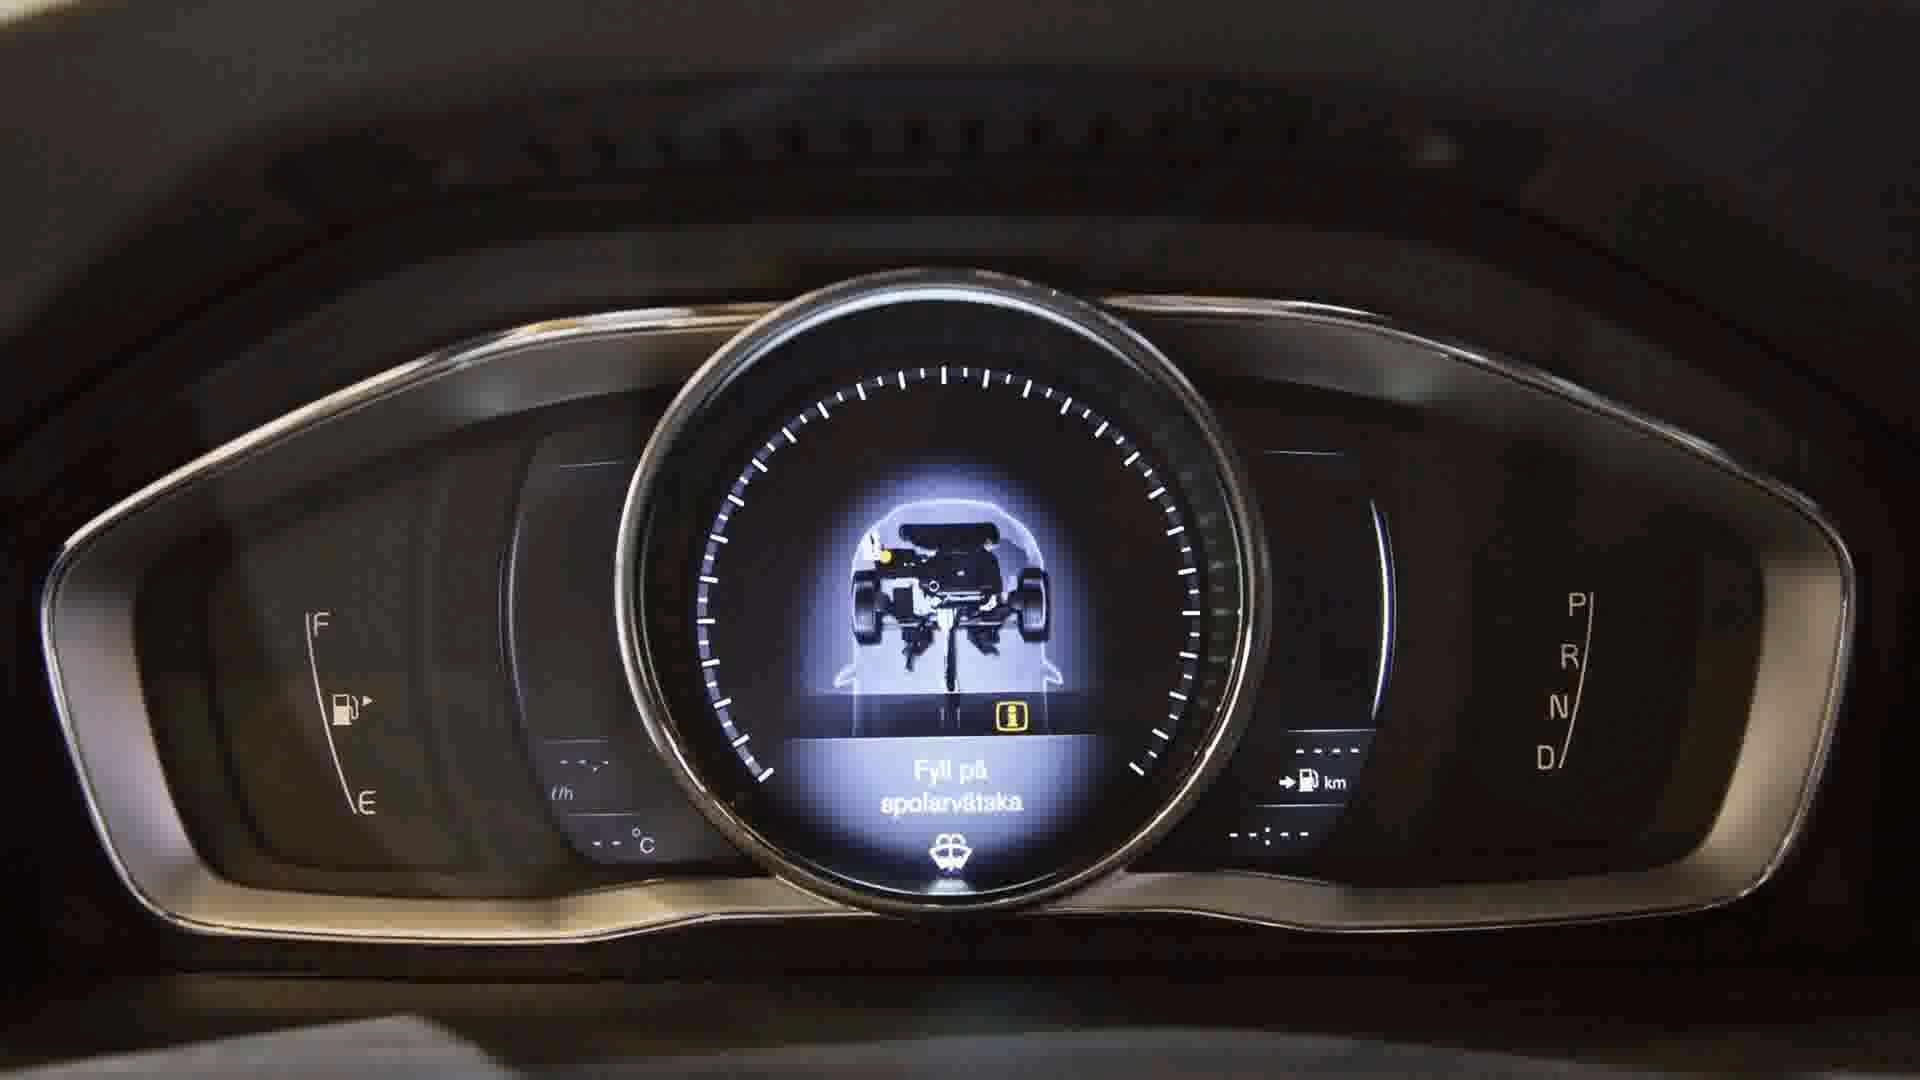 F
E
ℓ/h
-- °C
Fyll på
spolarvätska
----
km
--:--
P
R
N
D